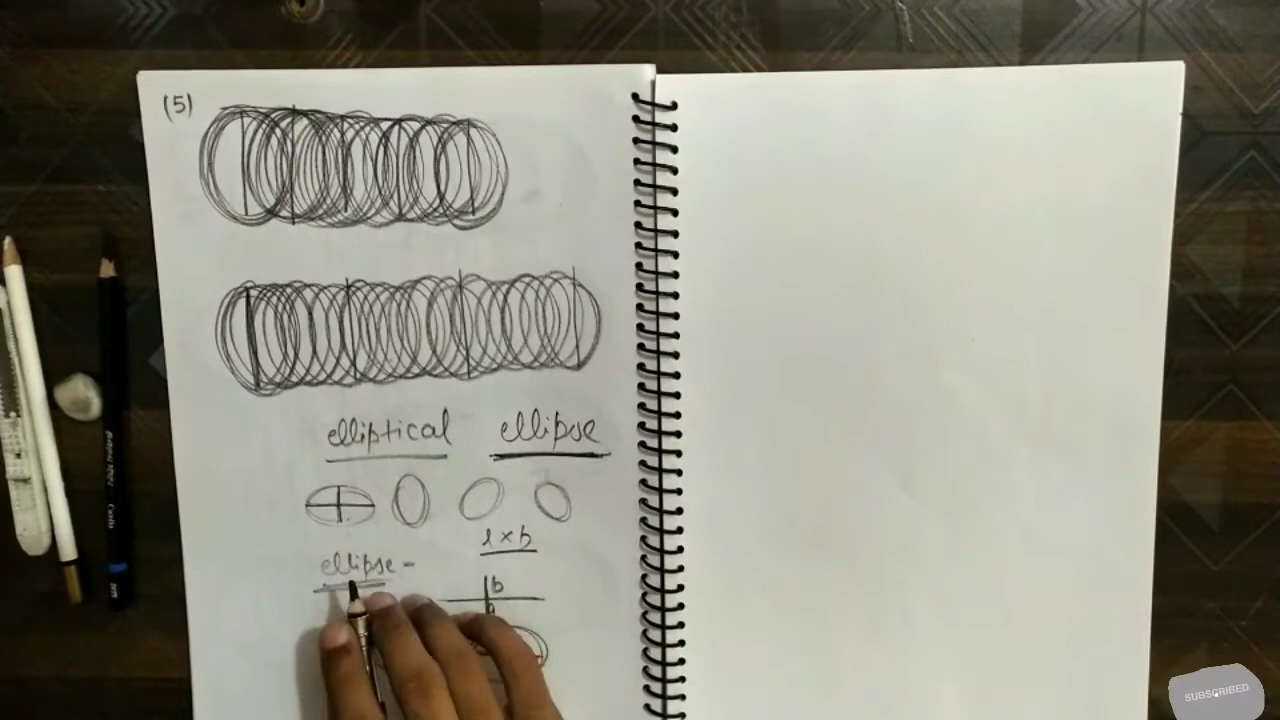 (5)
elliptical ellipse
l × b
ellipse =
b
b
SUBSCRIBED